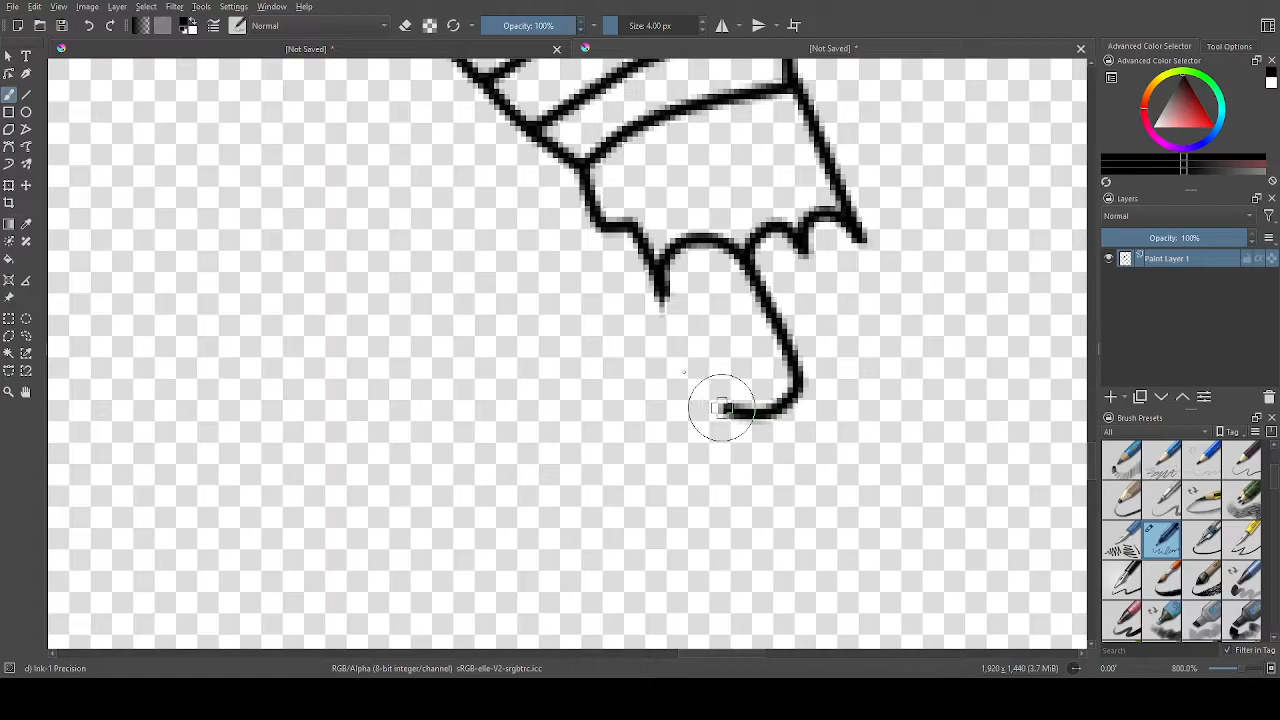 File Edit View Image Layer Select Filter Tools Settings Window Help
Normal Opacity: 100% Size: 4.00 px
[Not Saved] * [Not Saved] *
Advanced Color Selector Tool Options
Advanced Color Selector
Layers
Normal
Opacity: 100%
Paint Layer 1
Brush Presets
All Tag
Search Filter in Tag
d) Ink-1 Precision RGB/Alpha (8-bit integer/channel) sRGB-elle-V2-srgbtrc.icc 1,920 x 1,440 (3.7 MiB) 0.00° 800.0%